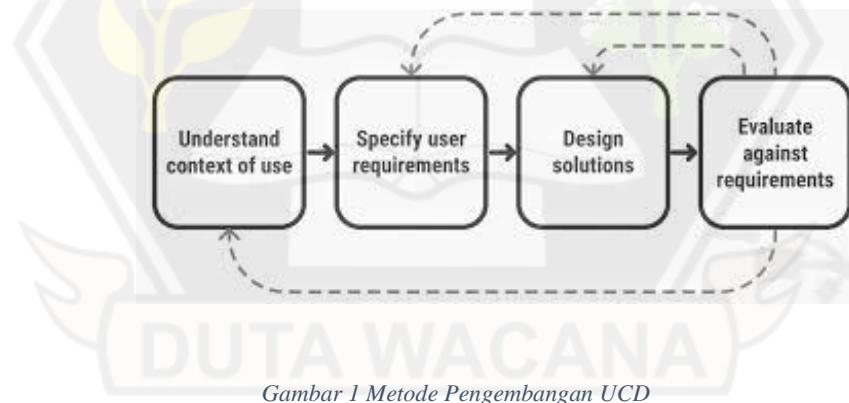 Understand
context of use
Specify user
requirements
Design
solutions
Evaluate
against
requirements
DUTA WACANA
Gambar 1 Metode Pengembangan UCD